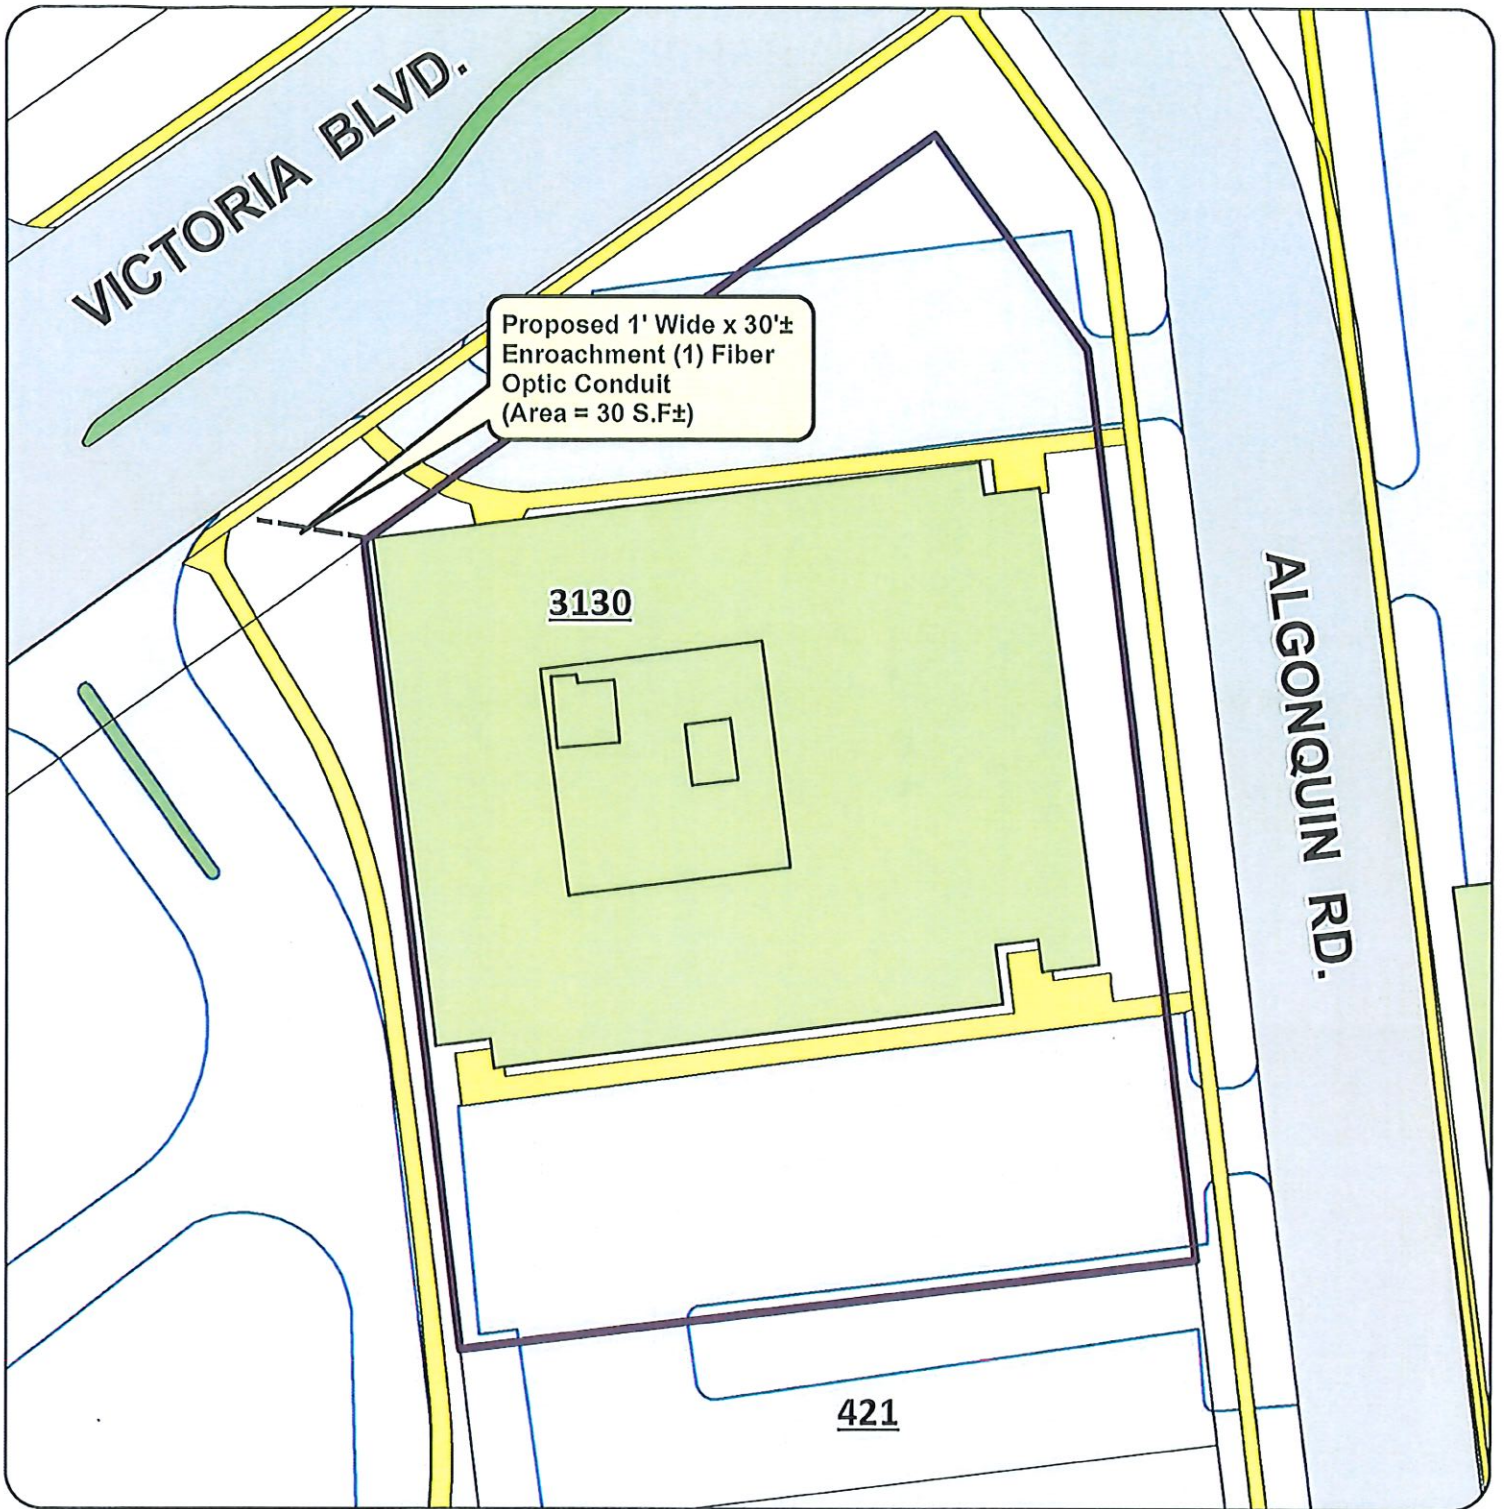 VICTORIA BLVD.
Proposed 1' Wide x 30'±
Enroachment (1) Fiber
Optic Conduit
(Area = 30 S.F±)
3130
ALGONQUIN RD.
421